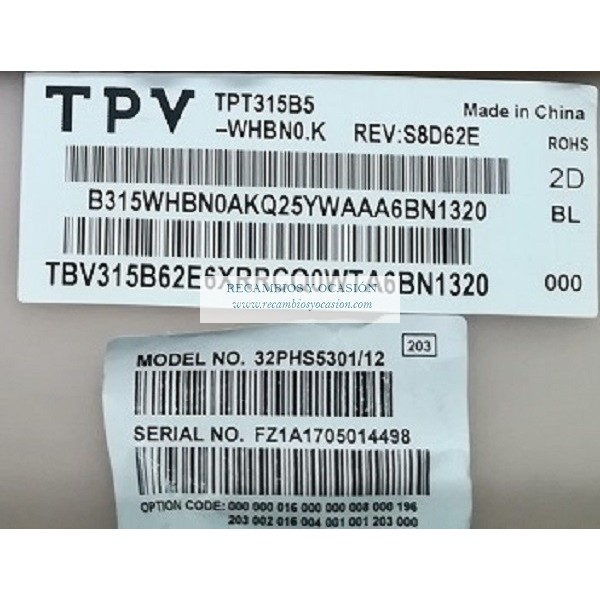 TPV
TPT315B5
-WHBN0.K REV:S8D62E
Made in China
ROHS
2D
BL
000
B315WHBN0AKQ25YWAAA6BN1320
RECAMBIOSYOCASIÓN
www.recambiosyocasion.com
MODEL NO. 32PHS5301/12
203
SERIAL NO. FZ1A1705014498
OPTION CODE: 000 000 016 000 000 008 000 196
203 002 016 004 001 001 203 000